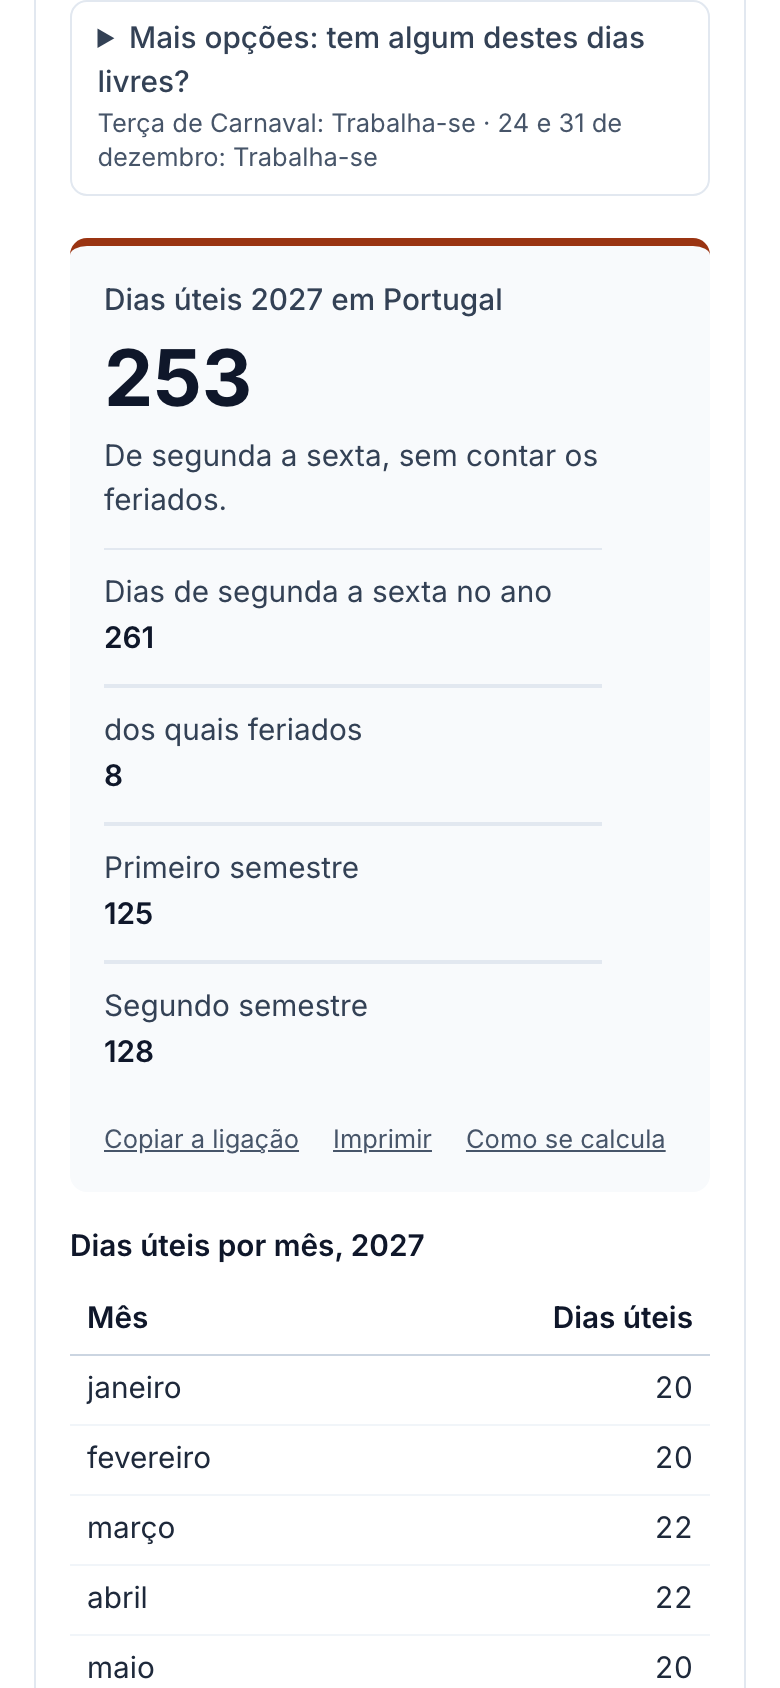 ▶ Mais opções: tem algum destes dias
livres?
Terça de Carnaval: Trabalha-se · 24 e 31 de
dezembro: Trabalha-se
Dias úteis 2027 em Portugal
253
De segunda a sexta, sem contar os
feriados.
Dias de segunda a sexta no ano
261
dos quais feriados
8
Primeiro semestre
125
Segundo semestre
128
Copiar a ligação Imprimir Como se calcula
Dias úteis por mês, 2027
Mês Dias úteis
janeiro 20
fevereiro 20
março 22
abril 22
maio 20